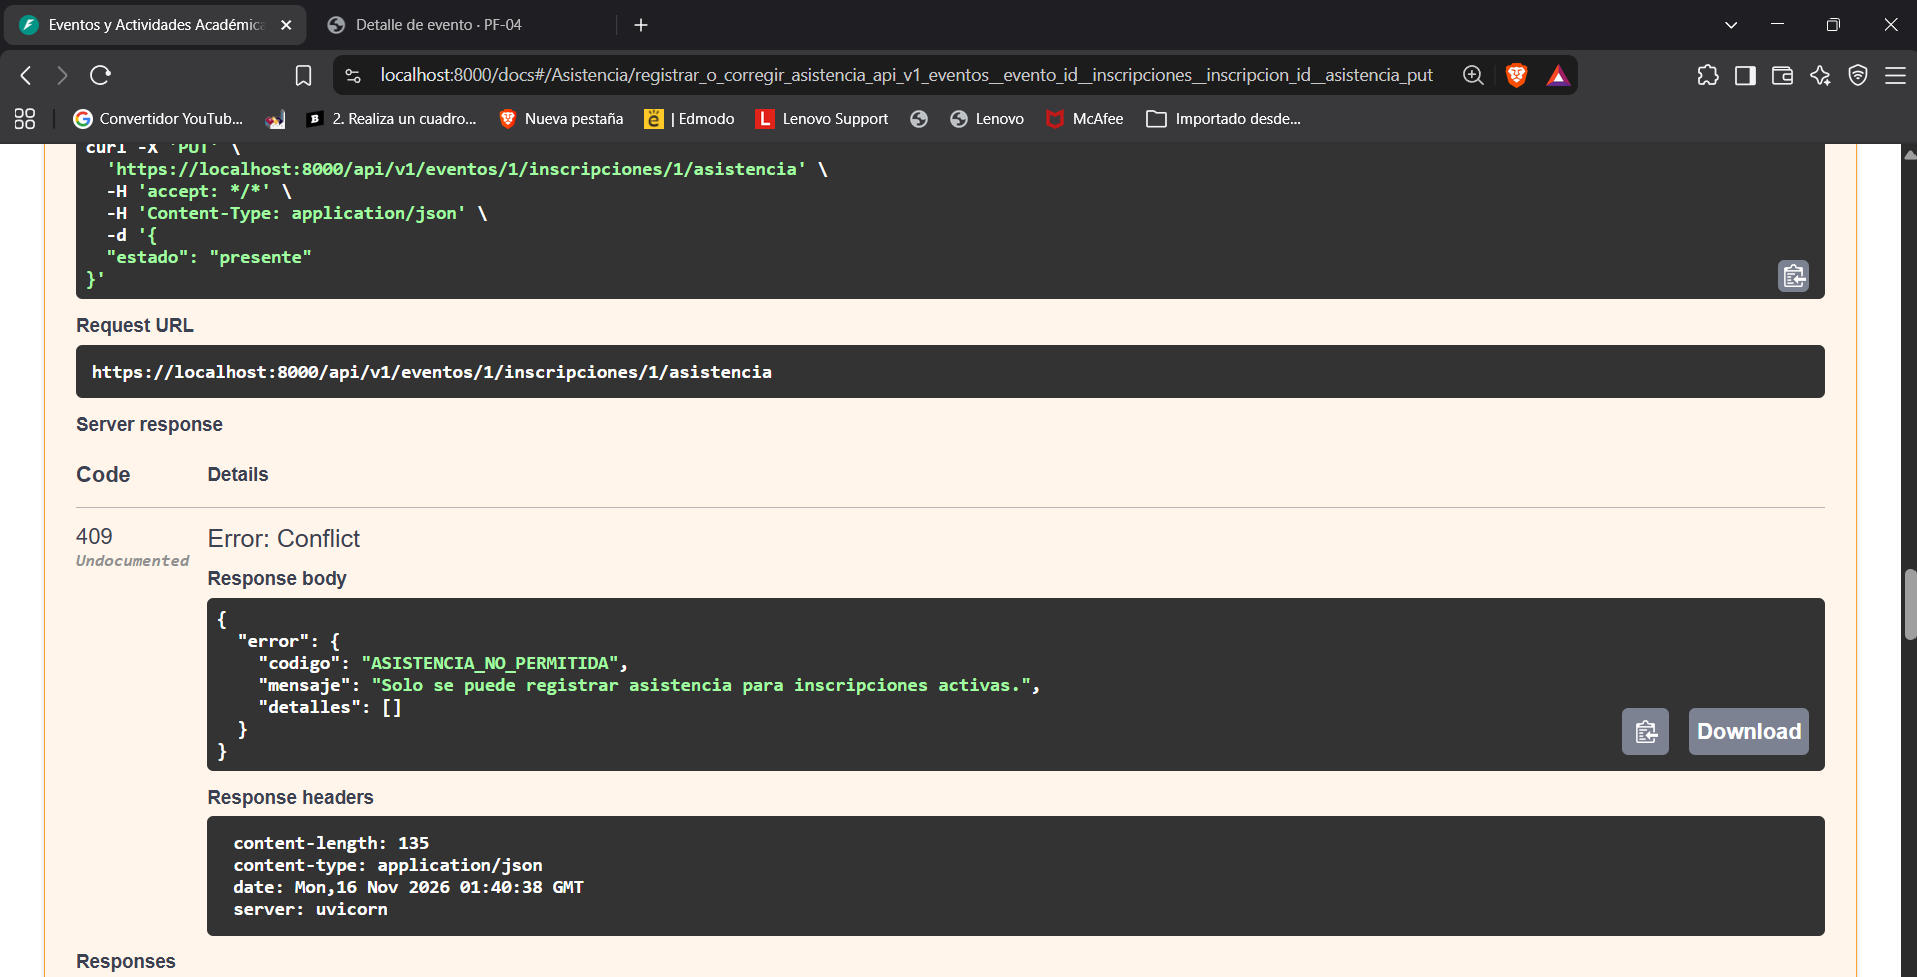 Eventos y Actividades Académica
Detalle de evento · PF-04
localhost:8000/docs#/Asistencia/registrar_o_corregir_asistencia_api_v1_eventos__evento_id__inscripciones__inscripcion_id__asistencia_put
Convertidor YouTub...
2. Realiza un cuadro...
Nueva pestaña
| Edmodo
Lenovo Support
Lenovo
McAfee
Importado desde...
curl -X 'PUT' \
'https://localhost:8000/api/v1/eventos/1/inscripciones/1/asistencia' \
-H 'accept: */*' \
-H 'Content-Type: application/json' \
-d '{
"estado": "presente"
}'
Request URL
https://localhost:8000/api/v1/eventos/1/inscripciones/1/asistencia
Server response
Code Details
409 Error: Conflict
Undocumented
Response body
{
"error": {
"codigo": "ASISTENCIA_NO_PERMITIDA",
"mensaje": "Solo se puede registrar asistencia para inscripciones activas.",
"detalles": []
}
}
Download
Response headers
content-length: 135
content-type: application/json
date: Mon,16 Nov 2026 01:40:38 GMT
server: uvicorn
Responses